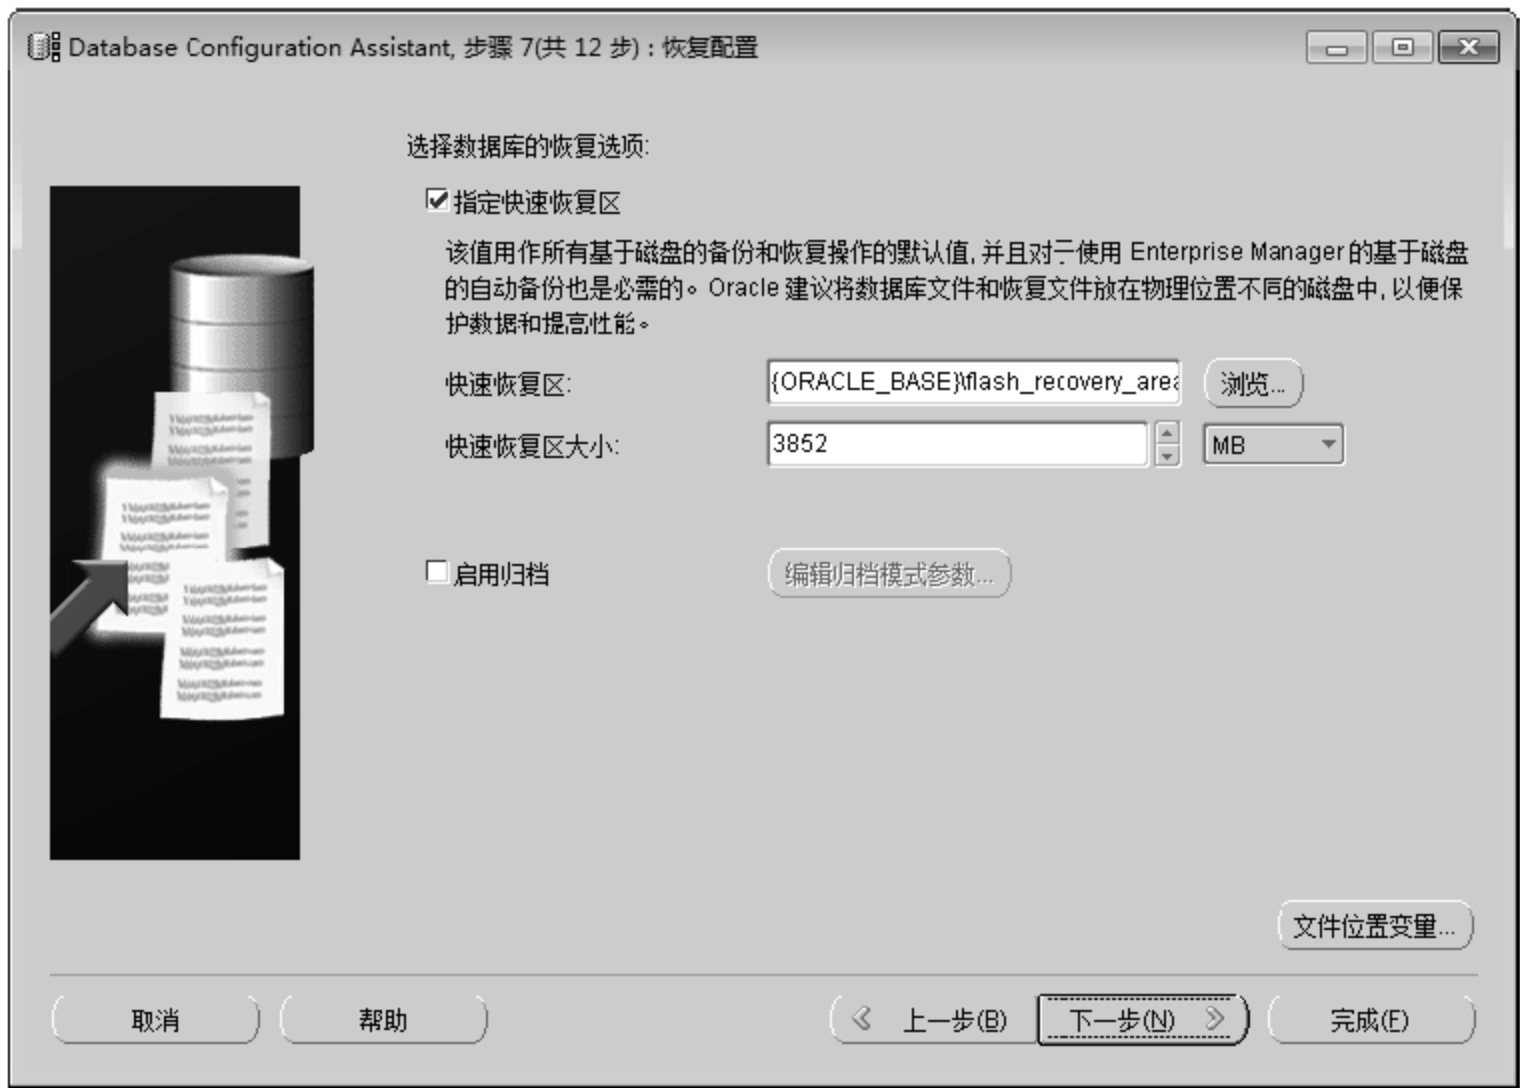 Database Configuration Assistant, 步骤 7(共 12 步) : 恢复配置
选择数据库的恢复选项:
指定快速恢复区
该值用作所有基于磁盘的备份和恢复操作的默认值, 并且对于使用 Enterprise Manager 的基于磁盘
的自动备份也是必需的。Oracle 建议将数据库文件和恢复文件放在物理位置不同的磁盘中, 以便保
护数据和提高性能。
快速恢复区: {ORACLE_BASE}\flash_recovery_area 浏览...
快速恢复区大小: 3852 MB
启用归档 编辑归档模式参数...
文件位置变量...
取消 帮助 上一步(B) 下一步(N) 完成(F)